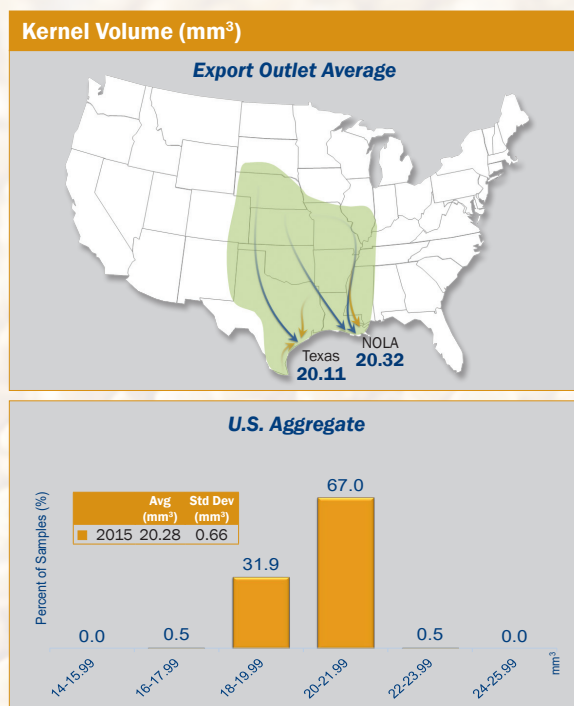 Kernel Volume (mm³)
Export Outlet Average
Texas
20.11
NOLA
20.32
U.S. Aggregate
Percent of Samples (%)
Avg Std Dev
(mm³) (mm³)
2015 20.28 0.66
0.0 0.5 31.9 67.0 0.5 0.0
14-15.99 16-17.99 18-19.99 20-21.99 22-23.99 24-25.99 mm³